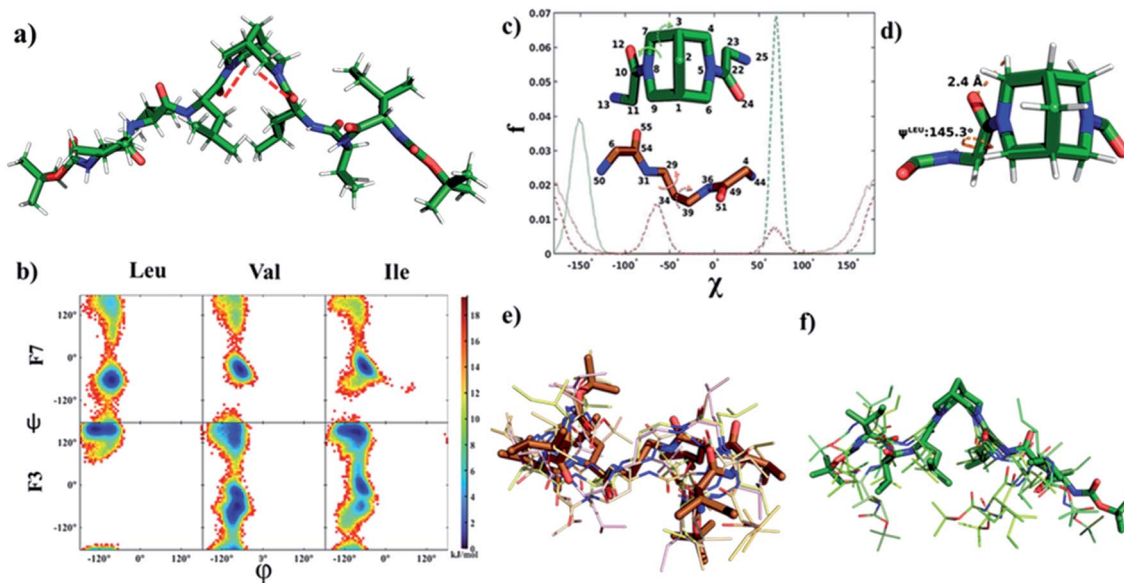 a)
c)
0.07
0.06
0.05
0.04
0.03
0.02
0.01
0
f
-150° -100° -50° 0° 50° 100° 150°
χ
3
7 4
12 23
25
10 8 2 5 22
13
11 9 1 6 24
55
6 54 29 4
50 31 36 49 44
34 39 51
d)
2.4 Å
ψLEU:145.3°
b) Leu Val Ile
F7
120°
0°
-120°
ψ
F3
120°
0°
-120°
-120° 0° -120° 0° -120° 0°
φ
18
16
14
12
10
8
6
4
2
0
kJ/mol
e)
f)